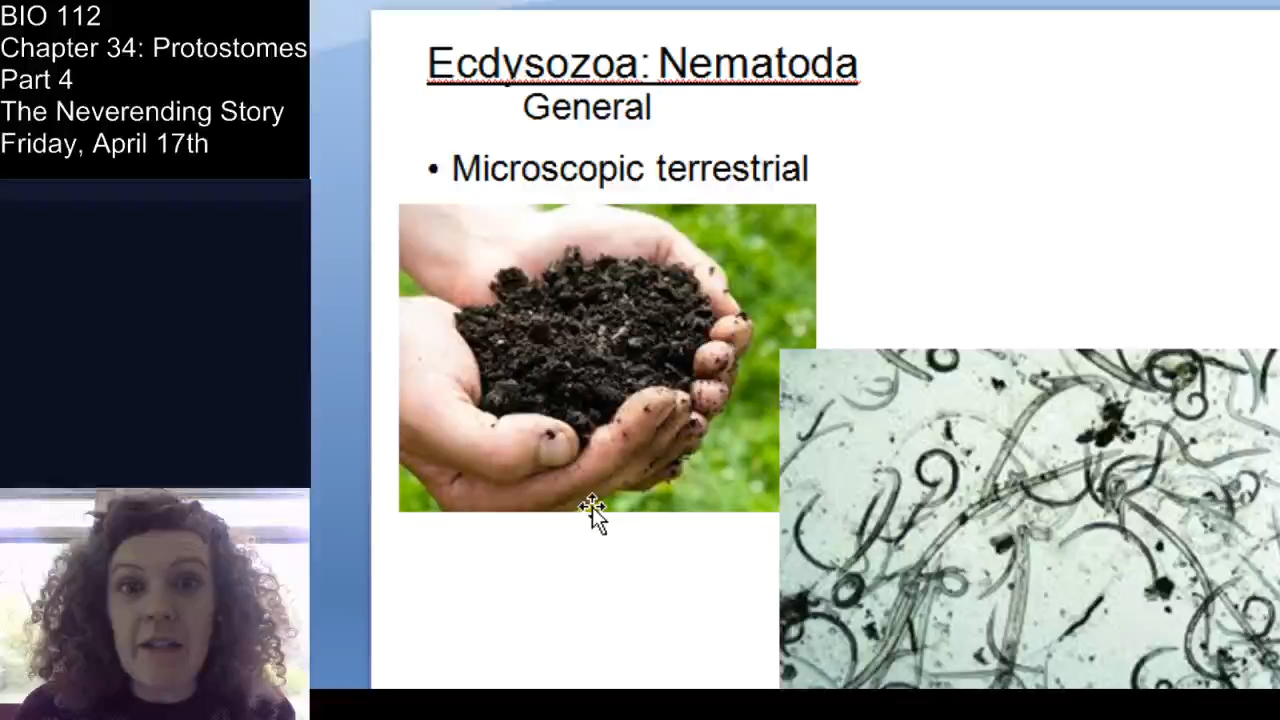 BIO 112
Chapter 34: Protostomes
Part 4
The Neverending Story
Friday, April 17th
Ecdysozoa: Nematoda
General
• Microscopic terrestrial